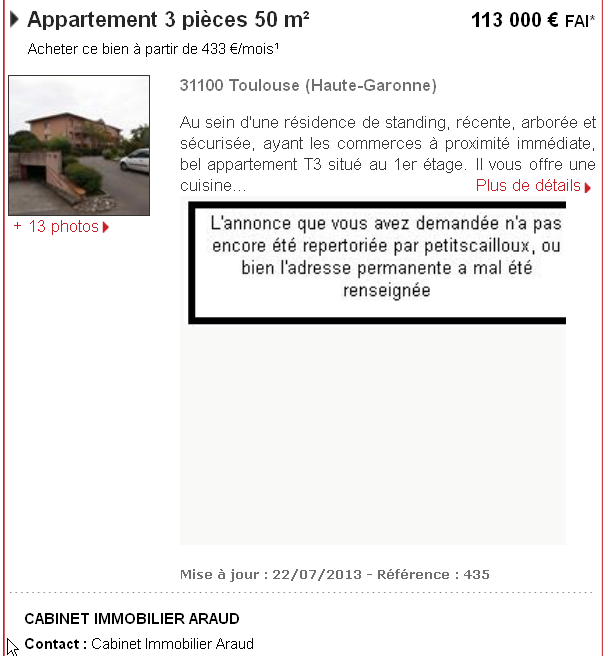 Appartement 3 pièces 50 m²
113 000 € FAI*
Acheter ce bien à partir de 433 €/mois¹
31100 Toulouse (Haute-Garonne)
Au sein d'une résidence de standing, récente, arborée et
sécurisée, ayant les commerces à proximité immédiate,
bel appartement T3 situé au 1er étage. Il vous offre une
cuisine...
Plus de détails
+ 13 photos
L'annonce que vous avez demandée n'a pas
encore été repertoriée par petitscailloux, ou
bien l'adresse permanente a mal été
renseignée
Mise à jour : 22/07/2013 - Référence : 435
CABINET IMMOBILIER ARAUD
Contact : Cabinet Immobilier Araud